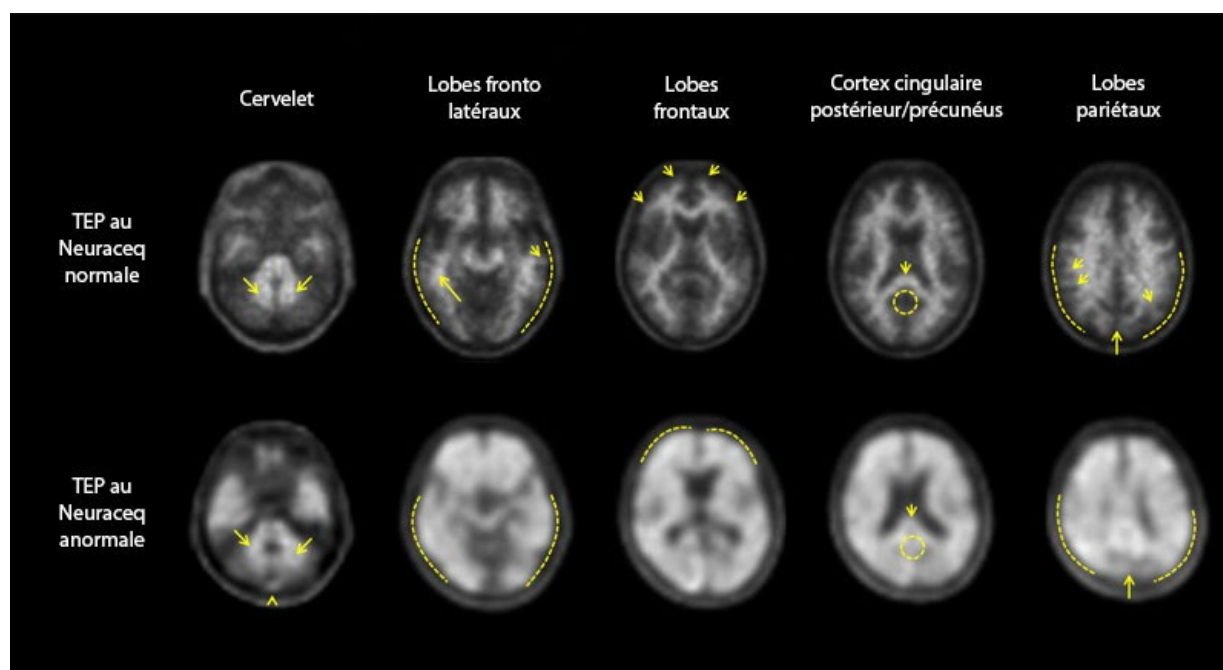 Cervelet
Lobes fronto
latéraux
Lobes
frontaux
Cortex cingulaire
postérieur/précunéus
Lobes
pariétaux
TEP au
Neuraceq
normale
TEP au
Neuraceq
anormale